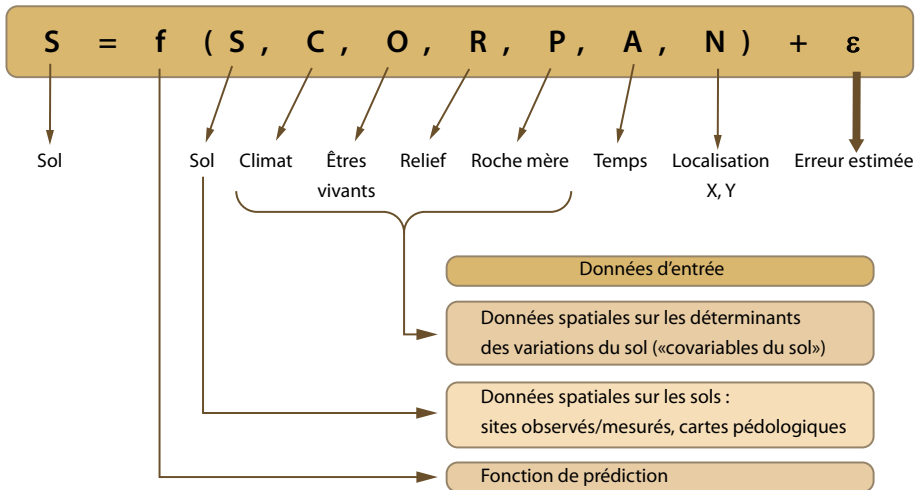 S = f ( S , C , O , R , P , A , N ) + ε
Sol Sol Climat Êtres Relief Roche mère Temps Localisation Erreur estimée
vivants X, Y
Données d’entrée
Données spatiales sur les déterminants
des variations du sol («covariables du sol»)
Données spatiales sur les sols :
sites observés/mesurés, cartes pédologiques
Fonction de prédiction